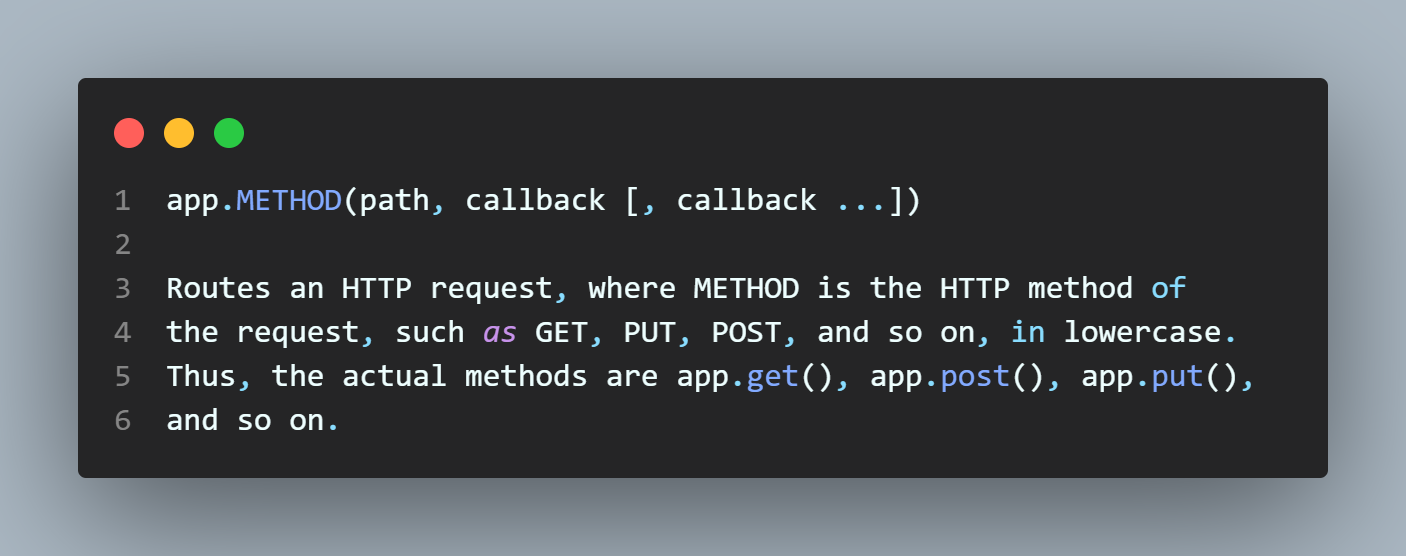 1 app.METHOD(path, callback [, callback ...])
2
3 Routes an HTTP request, where METHOD is the HTTP method of
4 the request, such as GET, PUT, POST, and so on, in lowercase.
5 Thus, the actual methods are app.get(), app.post(), app.put(),
6 and so on.